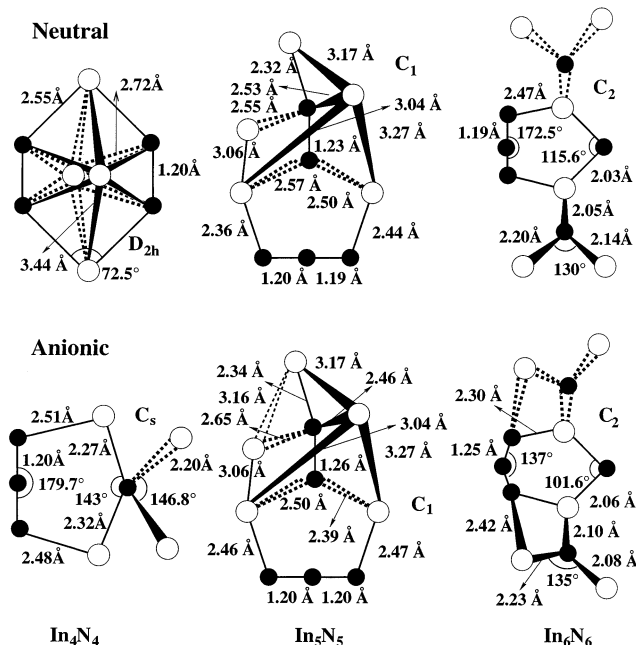 Neutral
2.55Å
2.72Å
1.20Å
3.44 Å
72.5°
D2h
2.32 Å
3.17 Å
C1
2.53 Å
2.55 Å
3.04 Å
3.06 Å
1.23 Å
3.27 Å
2.57 Å
2.50 Å
2.36 Å
2.44 Å
1.20 Å
1.19 Å
C2
2.47Å
1.19Å
172.5°
115.6°
2.03Å
2.05Å
2.20Å
2.14Å
130°
Anionic
2.51Å
Cs
2.27Å
1.20Å
2.20Å
179.7°
143°
146.8°
2.32Å
2.48Å
2.34 Å
3.17 Å
3.16 Å
2.46 Å
2.65 Å
3.04 Å
3.06 Å
1.26 Å
3.27 Å
2.50 Å
C1
2.39 Å
2.46 Å
2.47 Å
1.20 Å
1.20 Å
2.30 Å
C2
1.25 Å
137°
101.6°
2.06 Å
2.42 Å
2.10 Å
2.08 Å
135°
2.23 Å
In4N4
In5N5
In6N6